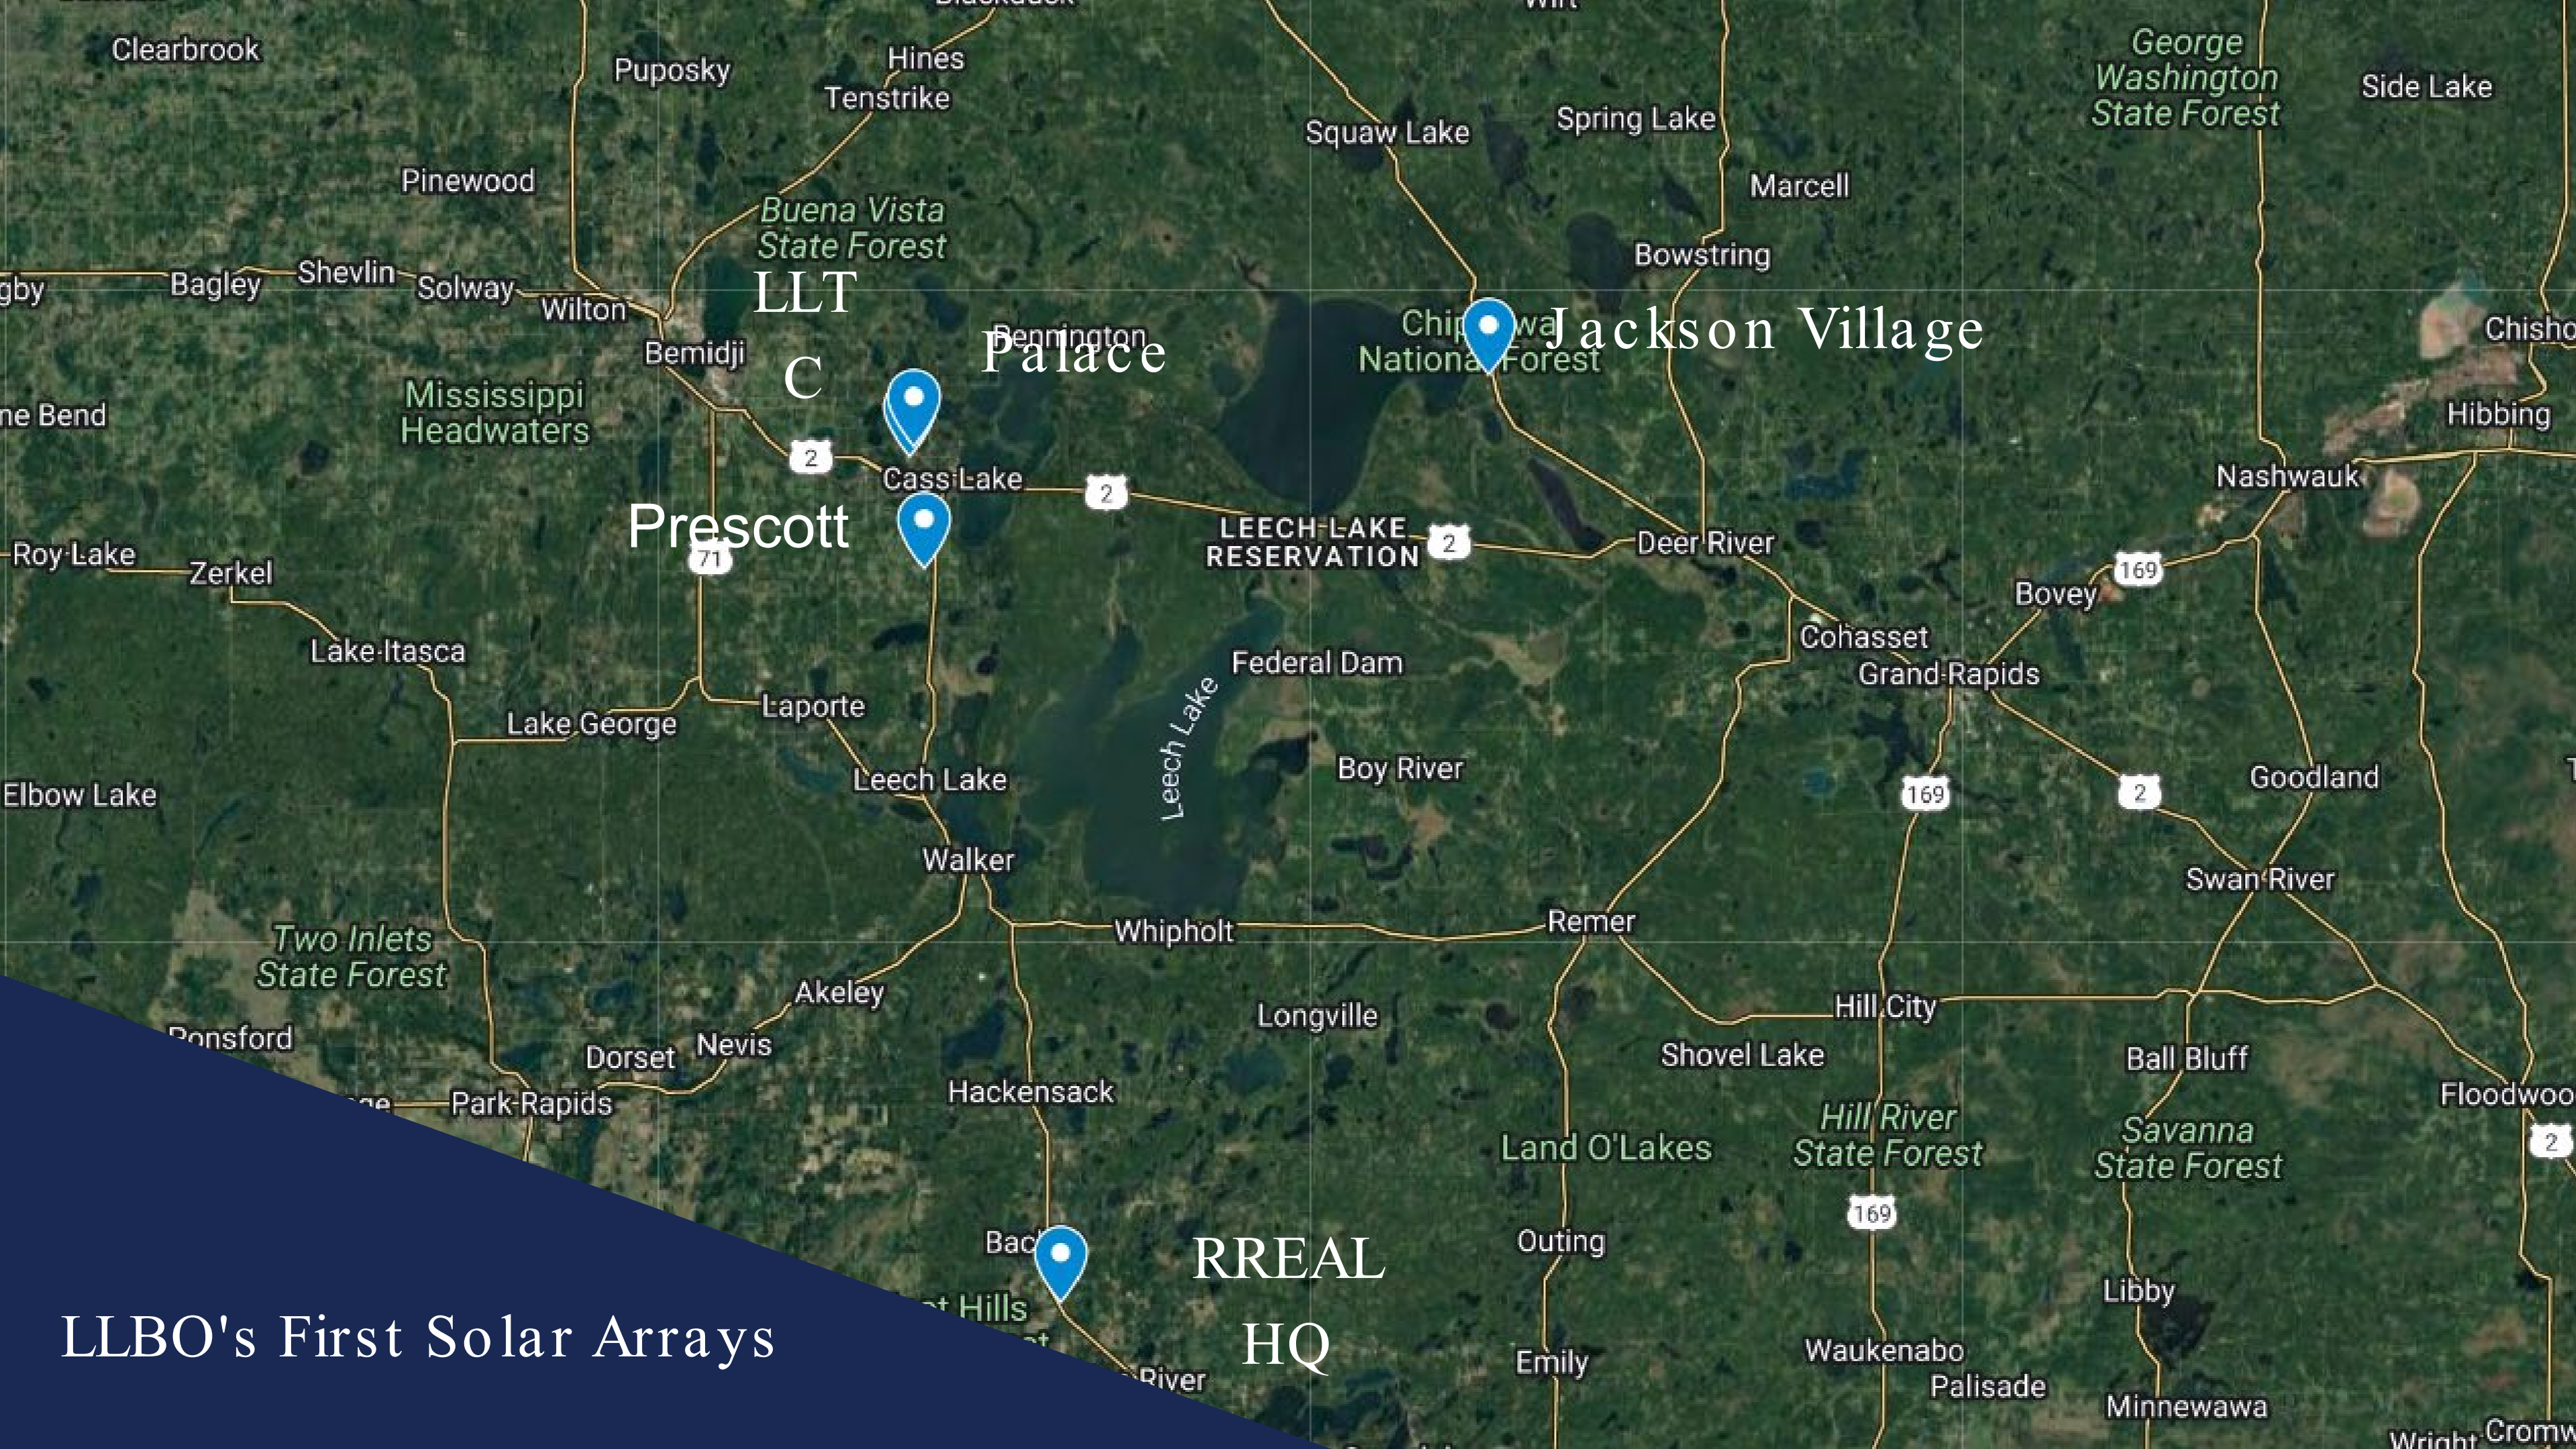 Clearbrook
Puposky
Hines
Tenstrike
George
Washington
State Forest
Side Lake
Squaw Lake
Spring Lake
Pinewood
Marcell
Buena Vista
State Forest
Bowstring
Bagley
Shevlin
Solway
Wilton
LLT
C
Bemidji
Pennington
Palace
National Forest
Jackson Village
Mississippi
Headwaters
Hibbing
2
Cass Lake
2
Nashwauk
Prescott
71
LEECH LAKE
RESERVATION
2
Deer River
Roy Lake
Zerkel
169
Bovey
Lake Itasca
Federal Dam
Cohasset
Grand Rapids
Lake George
Laporte
Leech Lake
Leech Lake
Boy River
169
2
Goodland
Elbow Lake
Walker
Swan River
Two Inlets
State Forest
Whipholt
Remer
Akeley
Longville
Hill City
Ponsford
Dorset
Nevis
Shovel Lake
Ball Bluff
Park Rapids
Hackensack
Hill River
State Forest
Land O'Lakes
Savanna
State Forest
2
169
RREAL
HQ
Outing
Libby
Hills
LLBO's First Solar Arrays
River
Emily
Waukenabo
Palisade
Minnewawa
Wright